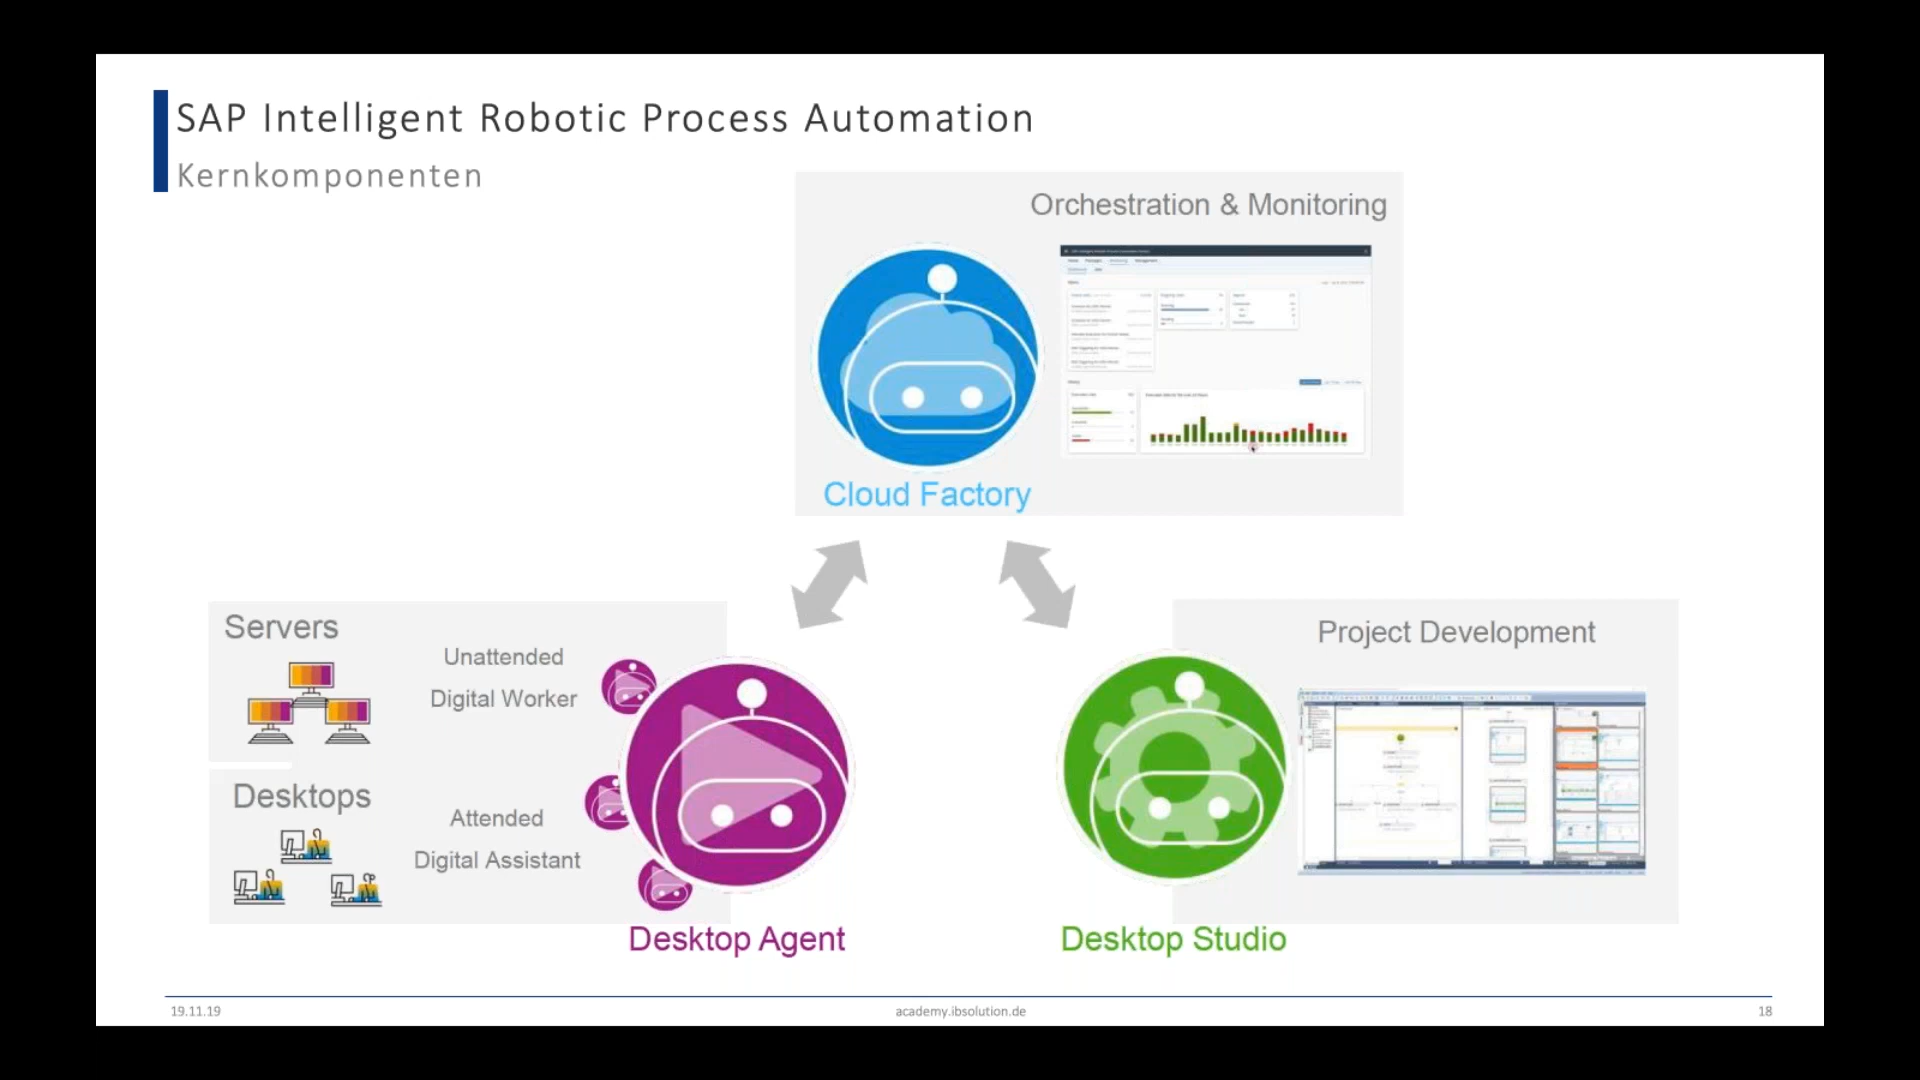 SAP Intelligent Robotic Process Automation
Kernkomponenten
Orchestration & Monitoring
Cloud Factory
Servers
Unattended
Digital Worker
Desktops
Attended
Digital Assistant
Desktop Agent
Project Development
Desktop Studio
19.11.19
academy.ibsolution.de
18